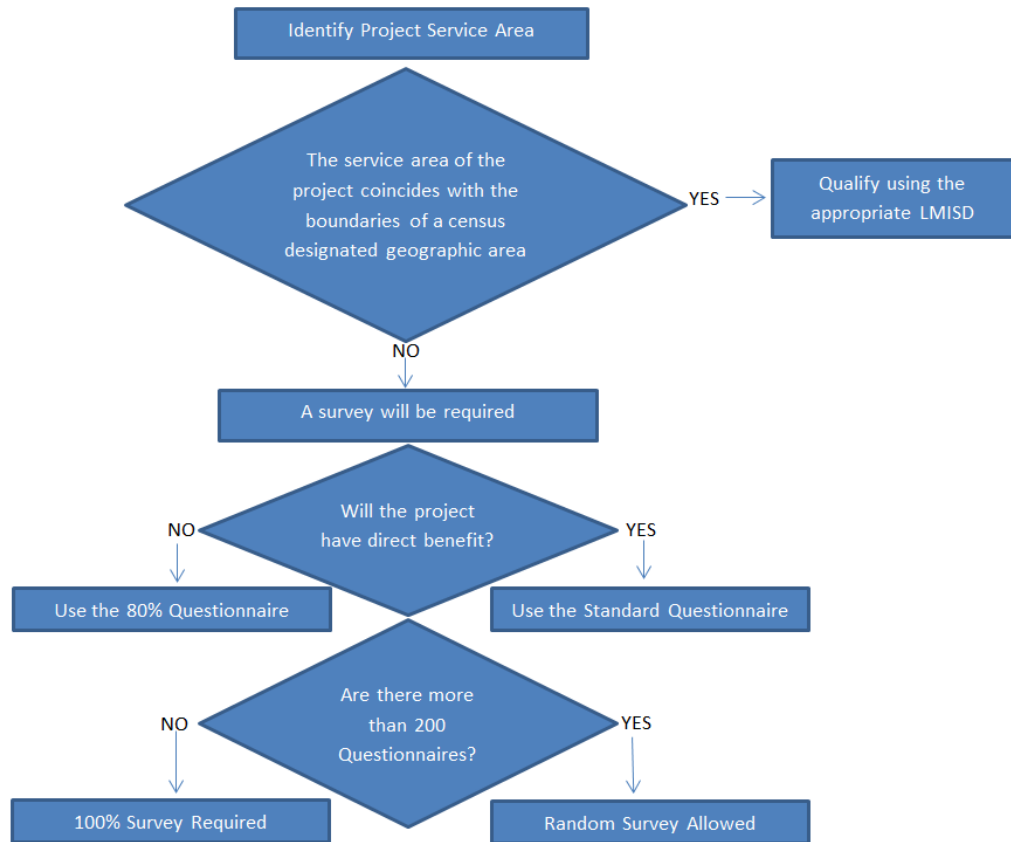 Identify Project Service Area
The service area of the
project coincides with the
boundaries of a census
designated geographic area
YES
Qualify using the
appropriate LMISD
NO
A survey will be required
Will the project
have direct benefit?
NO
YES
Use the 80% Questionnaire
Use the Standard Questionnaire
Are there more
than 200
Questionnaires?
NO
YES
100% Survey Required
Random Survey Allowed